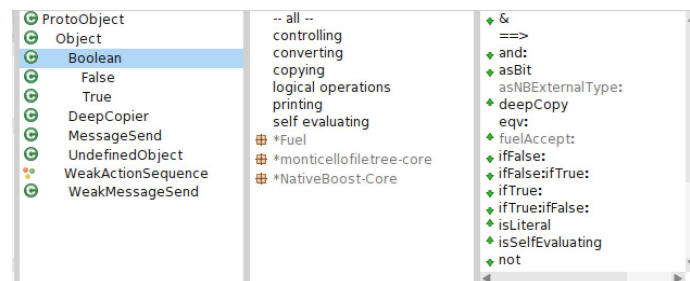 ProtoObject
Object
Boolean
False
True
DeepCopier
MessageSend
UndefinedObject
WeakActionSequence
WeakMessageSend
-- all --
controlling
converting
copying
logical operations
printing
self evaluating
*Fuel
*monticellofiletree-core
*NativeBoost-Core
&
==>
and:
asBit
asNBExternalType:
deepCopy
eqv:
fuelAccept:
ifFalse:
ifFalse:ifTrue:
ifTrue:
ifTrue:ifFalse:
isLiteral
isSelfEvaluating
not